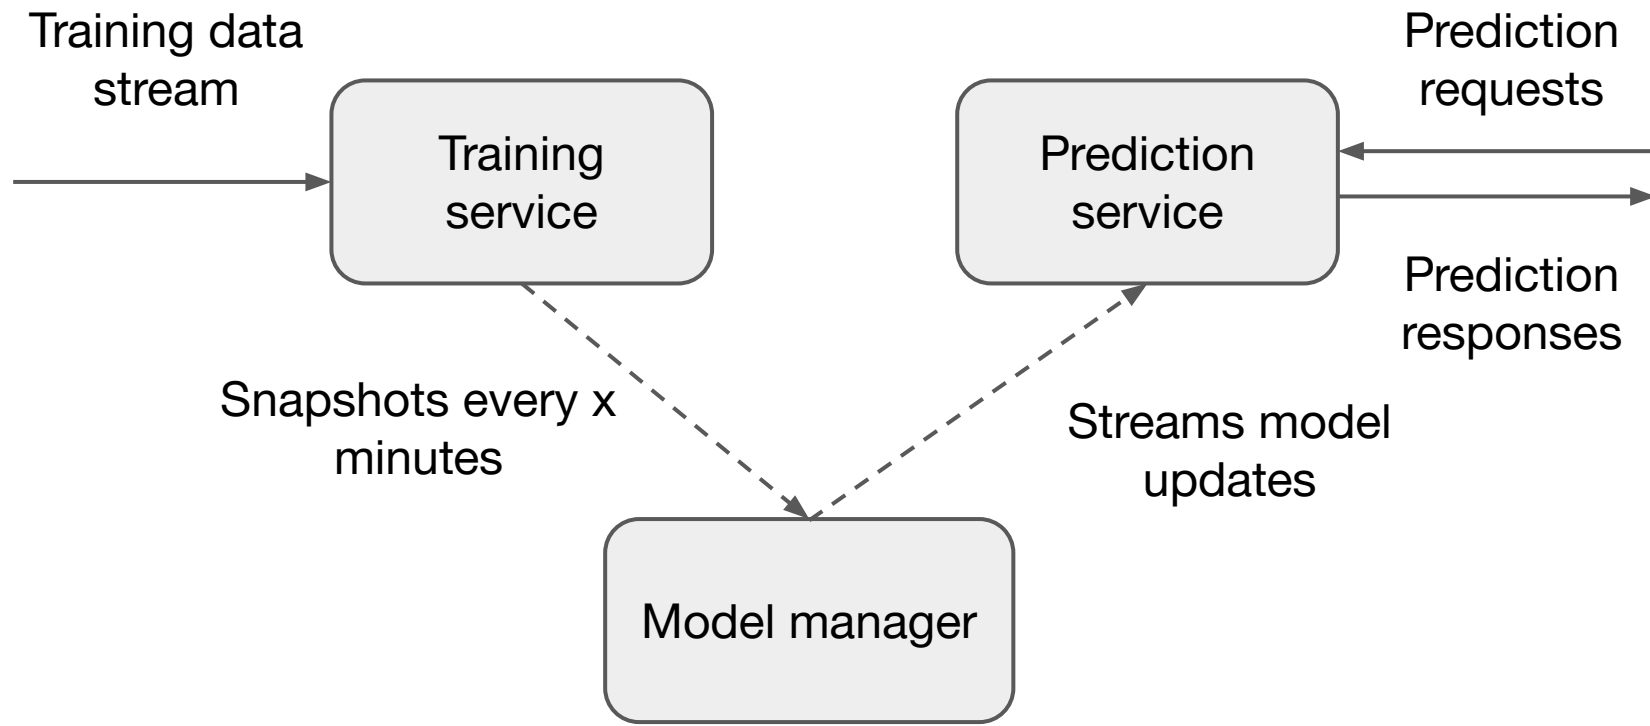 Training data
stream
Training
service
Prediction
service
Prediction
requests
Prediction
responses
Snapshots every x
minutes
Streams model
updates
Model manager